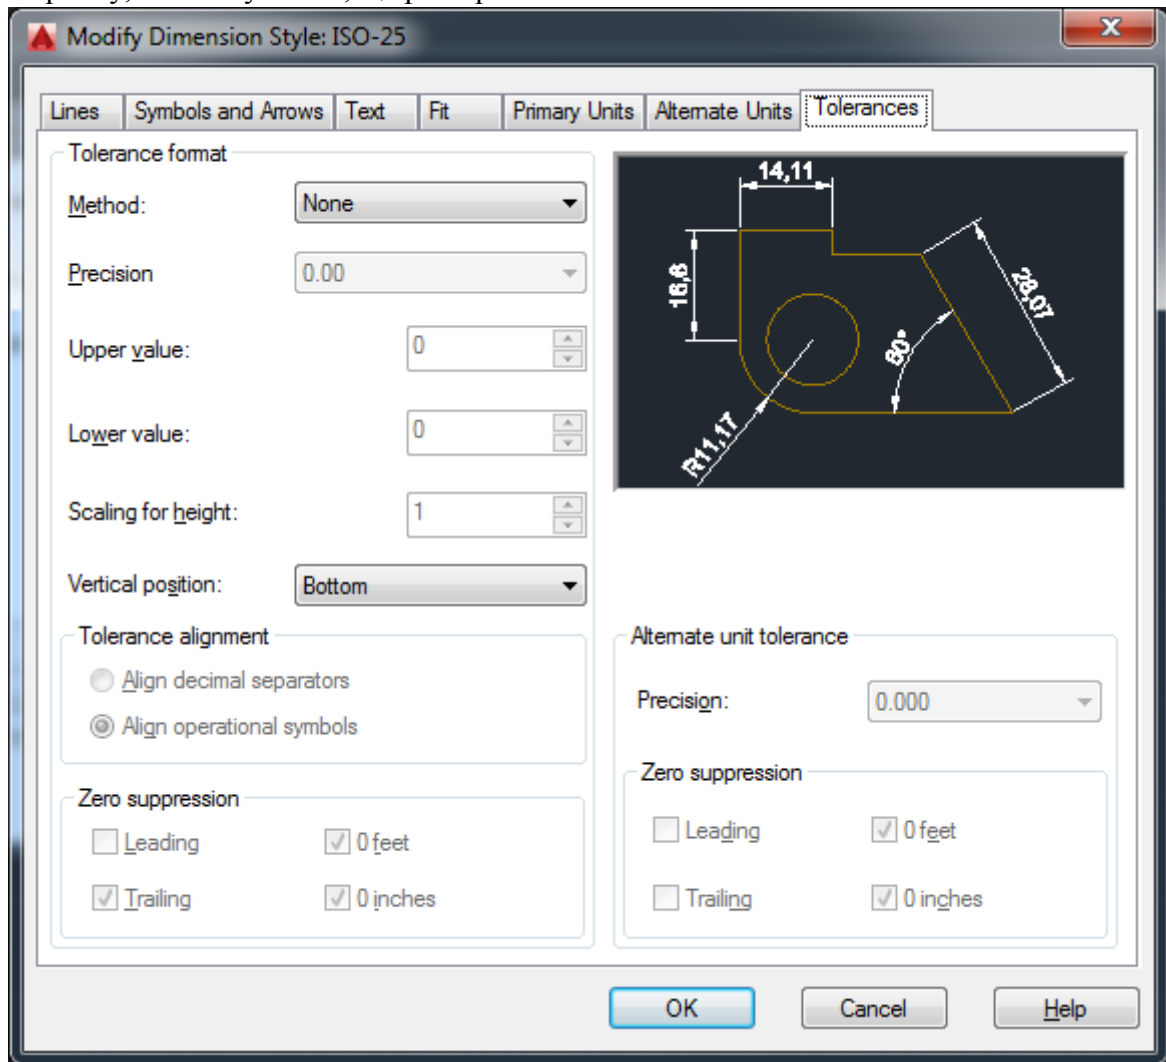 Modify Dimension Style: ISO-25
Lines Symbols and Arrows Text Fit Primary Units Alternate Units Tolerances
Tolerance format
Method: None
Precision 0.00
Upper value: 0
Lower value: 0
Scaling for height: 1
Vertical position: Bottom
Tolerance alignment
Align decimal separators
Align operational symbols
Zero suppression
Leading 0 feet
Trailing 0 inches
14,11
16,6
28,07
60°
R11,17
Alternate unit tolerance
Precision: 0.000
Zero suppression
Leading 0 feet
Trailing 0 inches
OK Cancel Help